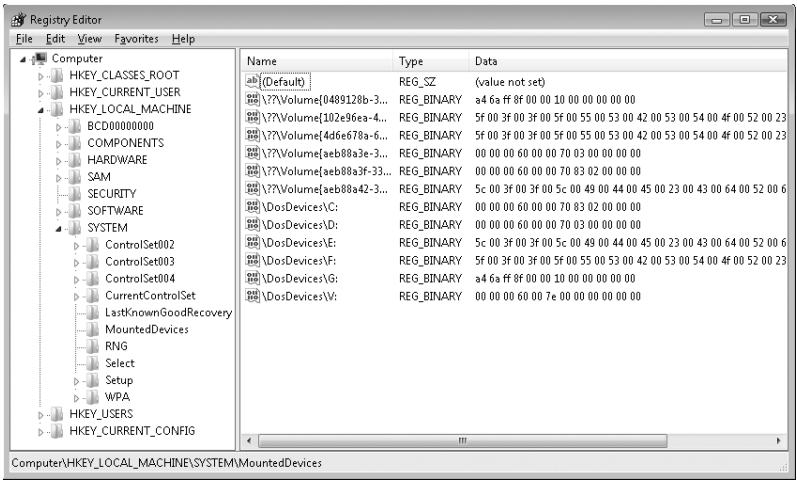 Registry Editor
File Edit View Favorites Help
Computer
HKEY_CLASSES_ROOT
HKEY_CURRENT_USER
HKEY_LOCAL_MACHINE
BCD00000000
COMPONENTS
HARDWARE
SAM
SECURITY
SOFTWARE
SYSTEM
ControlSet002
ControlSet003
ControlSet004
CurrentControlSet
LastKnownGoodRecovery
MountedDevices
RNG
Select
Setup
WPA
HKEY_USERS
HKEY_CURRENT_CONFIG
Name Type Data
(Default) REG_SZ (value not set)
\??\Volume{0489128b-3... REG_BINARY a4 6a ff 8f 00 00 10 00 00 00 00 00
\??\Volume{102e96ea-4... REG_BINARY 5f 00 3f 00 3f 00 5f 00 55 00 53 00 42 00 53 00 54 00 4f 00 52 00 23
\??\Volume{4d6e678a-6... REG_BINARY 5f 00 3f 00 3f 00 5f 00 55 00 53 00 42 00 53 00 54 00 4f 00 52 00 23
\??\Volume{aeb88a3e-3... REG_BINARY 00 00 00 60 00 00 70 03 00 00 00 00
\??\Volume{aeb88a3f-33... REG_BINARY 00 00 00 60 00 00 70 83 02 00 00 00
\??\Volume{aeb88a42-3... REG_BINARY 5c 00 3f 00 3f 00 5c 00 49 00 44 00 45 00 23 00 43 00 64 00 52 00 6
\DosDevices\C: REG_BINARY 00 00 00 60 00 00 70 83 02 00 00 00
\DosDevices\D: REG_BINARY 00 00 00 60 00 00 70 03 00 00 00 00
\DosDevices\E: REG_BINARY 5c 00 3f 00 3f 00 5c 00 49 00 44 00 45 00 23 00 43 00 64 00 52 00 6
\DosDevices\F: REG_BINARY 5f 00 3f 00 3f 00 5f 00 55 00 53 00 42 00 53 00 54 00 4f 00 52 00 23
\DosDevices\G: REG_BINARY a4 6a ff 8f 00 00 10 00 00 00 00 00
\DosDevices\V: REG_BINARY 00 00 00 60 00 7e 00 00 00 00 00 00
Computer\HKEY_LOCAL_MACHINE\SYSTEM\MountedDevices